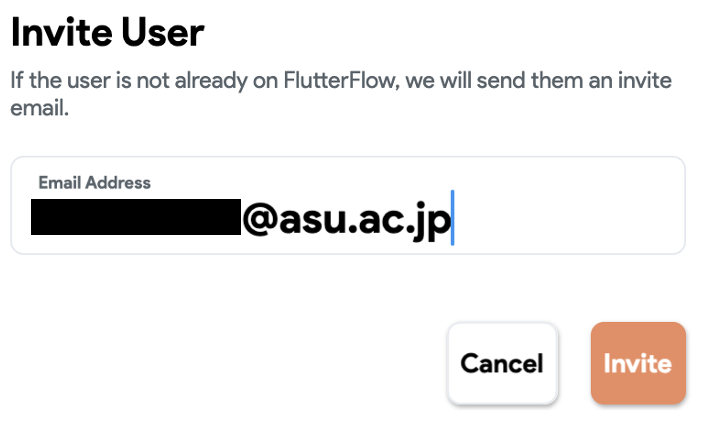 Invite User
If the user is not already on FlutterFlow, we will send them an invite
email.
Email Address
@asu.ac.jp
Cancel
Invite